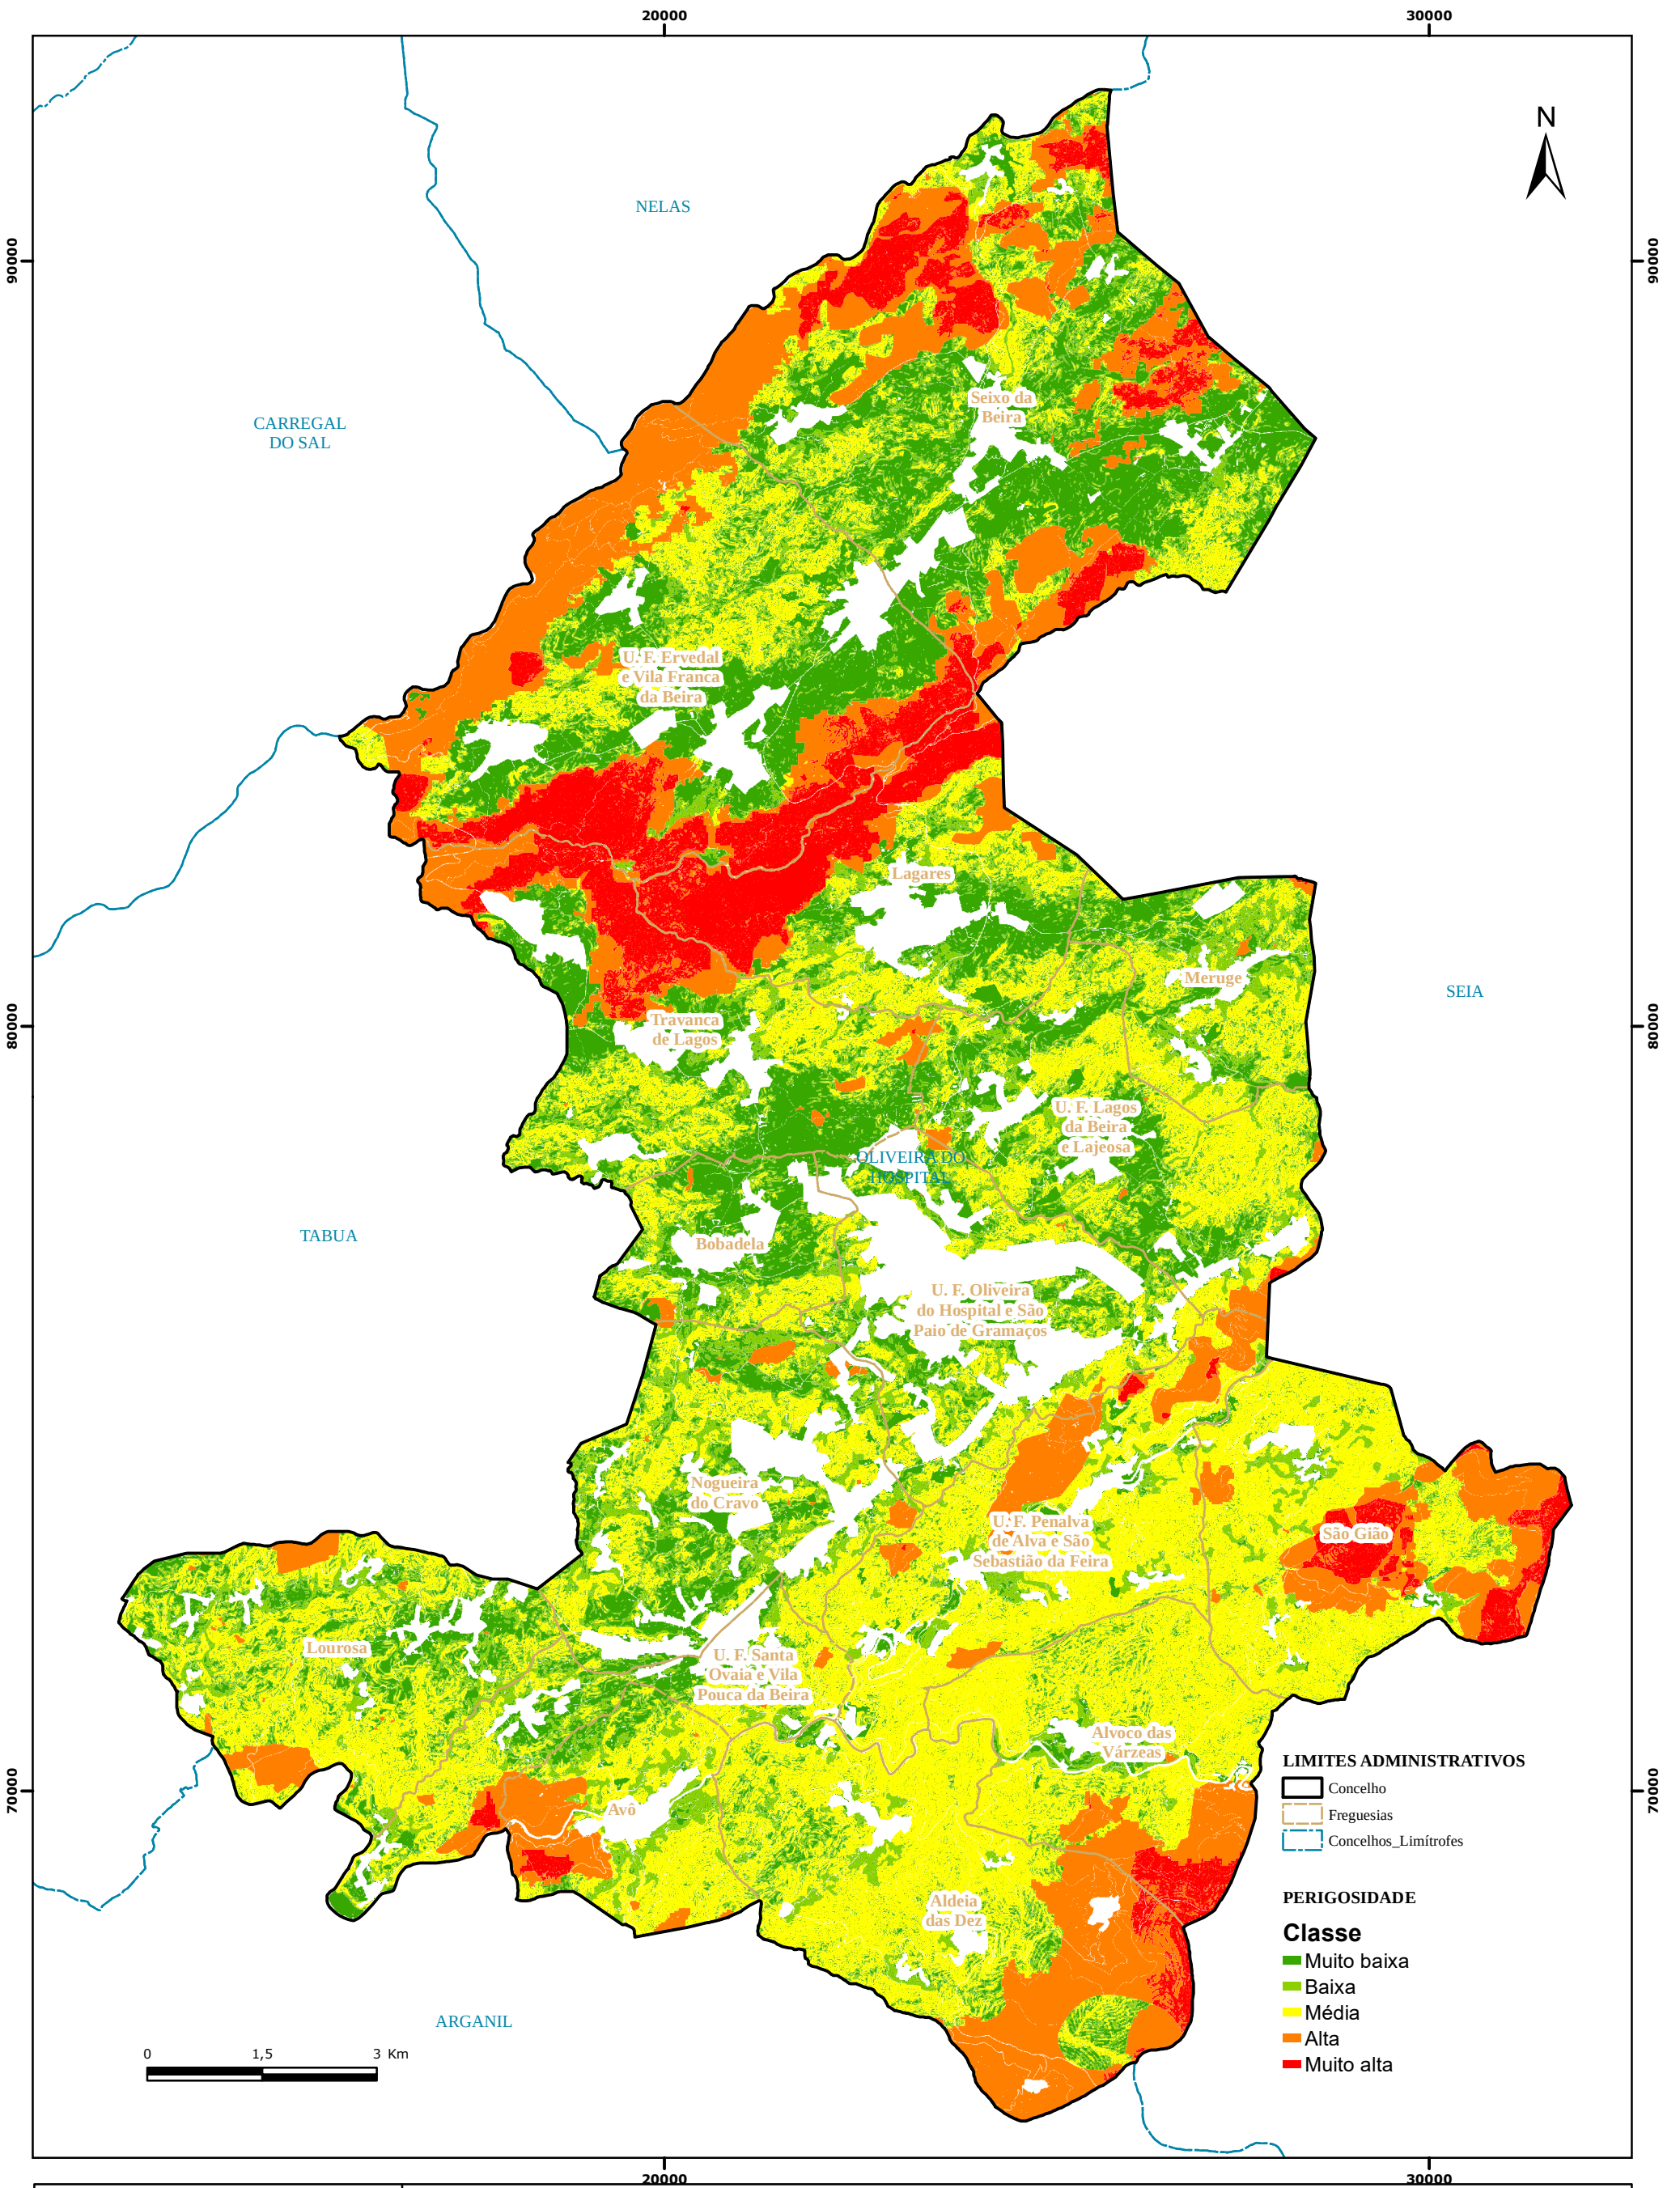 20000
30000
N
NELAS
90000
90000
CARREGAL
DO SAL
Seixo da
Beira
U. F. Ervedal
e Vila Franca
da Beira
Lagares
Meruge
SEIA
80000
80000
Travanca
de Lagos
U. F. Lagos
da Beira
e Lajeosa
OLIVEIRA DO
HOSPITAL
TABUA
Bobadela
U. F. Oliveira
do Hospital e São
Paio de Gramaços
Nogueira
do Cravo
U. F. Penalva
de Alva e São
Sebastião da Feira
São Gião
Lourosa
U. F. Santa
Ovaia e Vila
Pouca da Beira
Alvoco das
Várzeas
70000
70000
Avô
Aldeia
das Dez
ARGANIL
LIMITES ADMINISTRATIVOS
Concelho
Freguesias
Concelhos_Limítrofes
PERIGOSIDADE
Classe
Muito baixa
Baixa
Média
Alta
Muito alta
0 1,5 3 Km
20000
30000